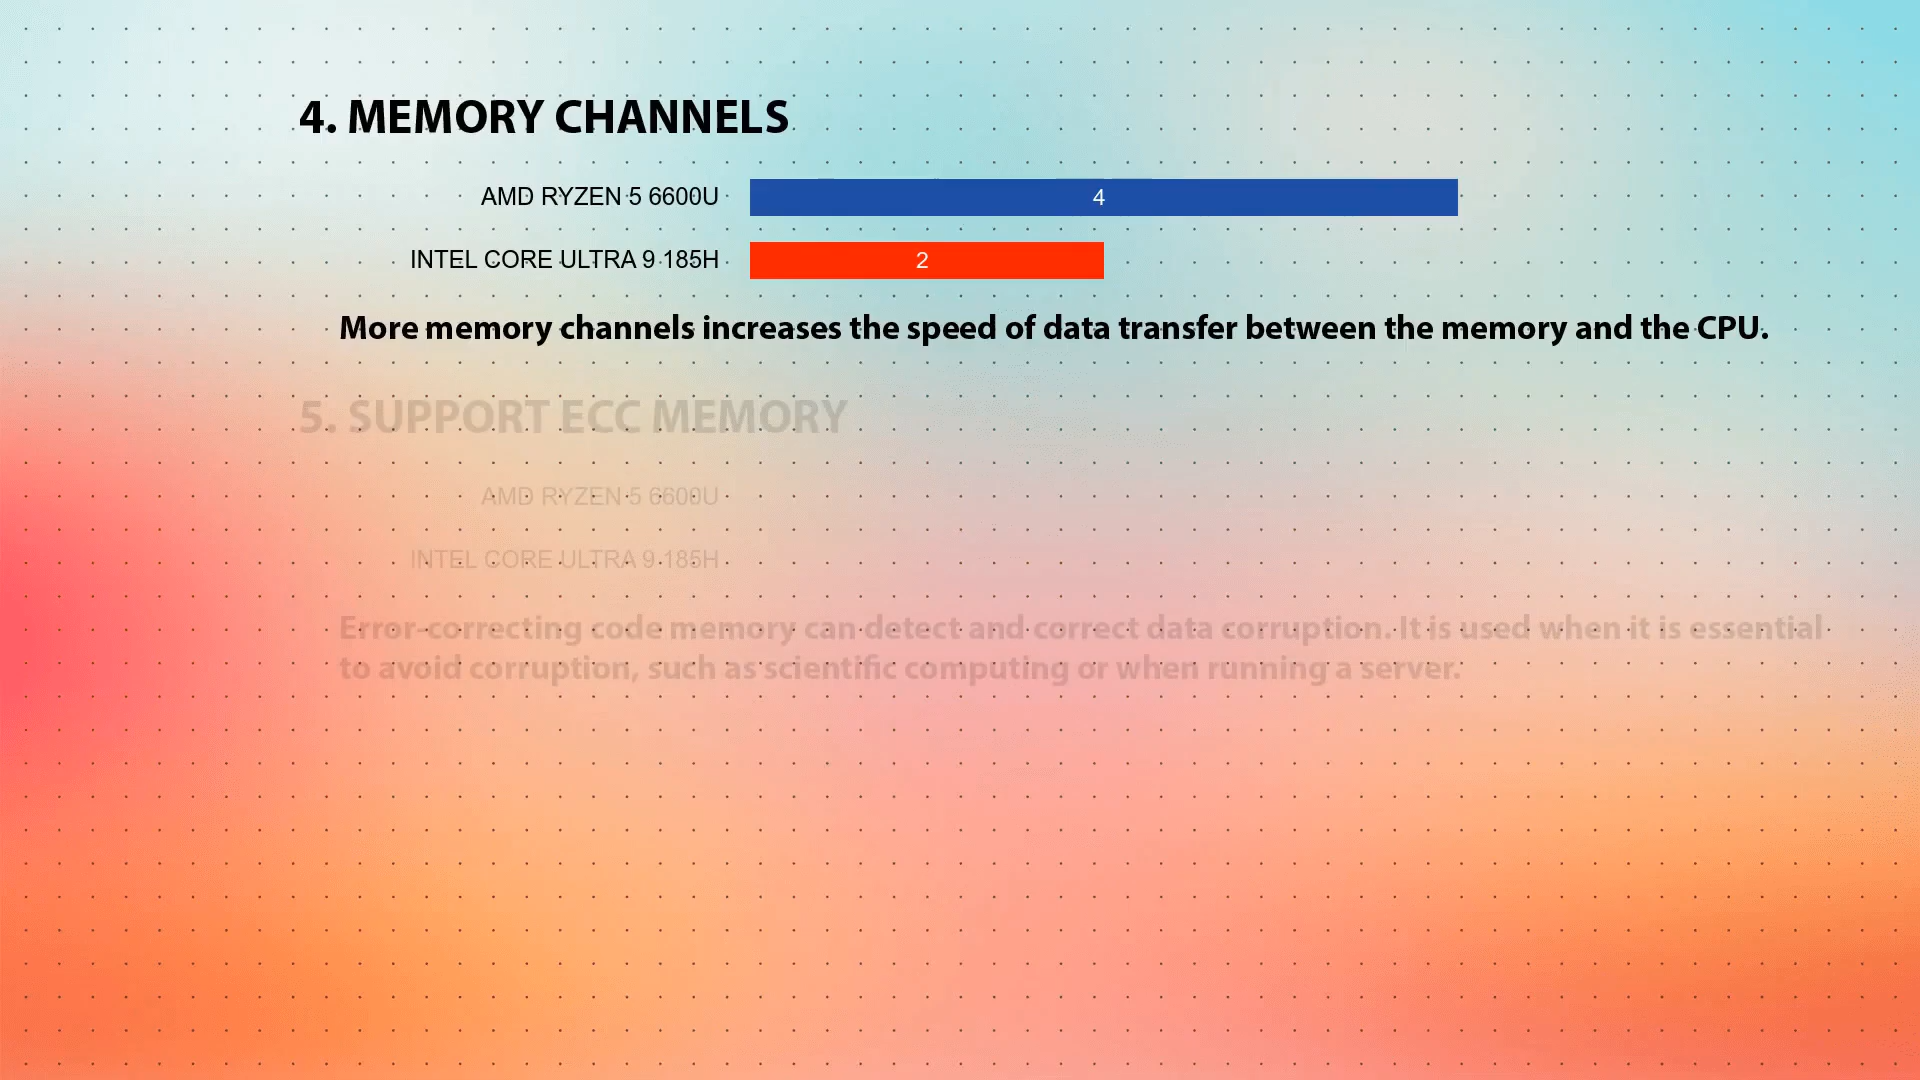 4. MEMORY CHANNELS
AMD RYZEN 5 6600U
4
INTEL CORE ULTRA 9 185H
2
More memory channels increases the speed of data transfer between the memory and the CPU.
5. SUPPORT ECC MEMORY
AMD RYZEN 5 6600U
INTEL CORE ULTRA 9 185H
Error-correcting code memory can detect and correct data corruption. It is used when it is essential
to avoid corruption, such as scientific computing or when running a server.